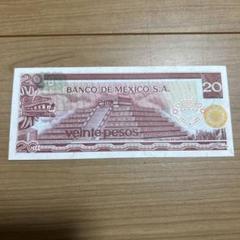 20
BANCO DE MEXICO S.A.
20
veinte pesos